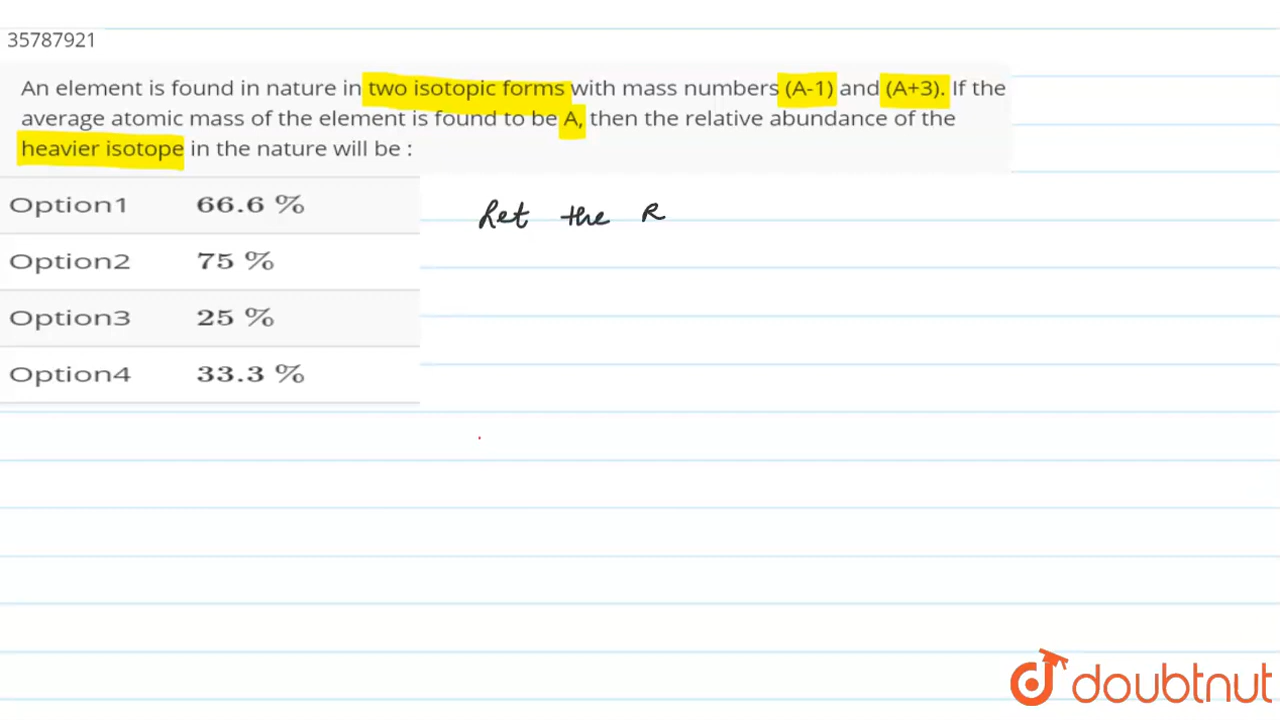 35787921
An element is found in nature in two isotopic forms with mass numbers (A-1) and (A+3). If the
average atomic mass of the element is found to be A, then the relative abundance of the
heavier isotope in the nature will be :
Option1 66.6 %
Option2 75 %
Option3 25 %
Option4 33.3 %
Let the R
doubtnut